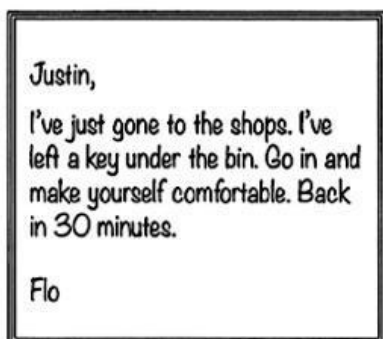 Justin,
I've just gone to the shops. I've
left a key under the bin. Go in and
make yourself comfortable. Back
in 30 minutes.
Flo